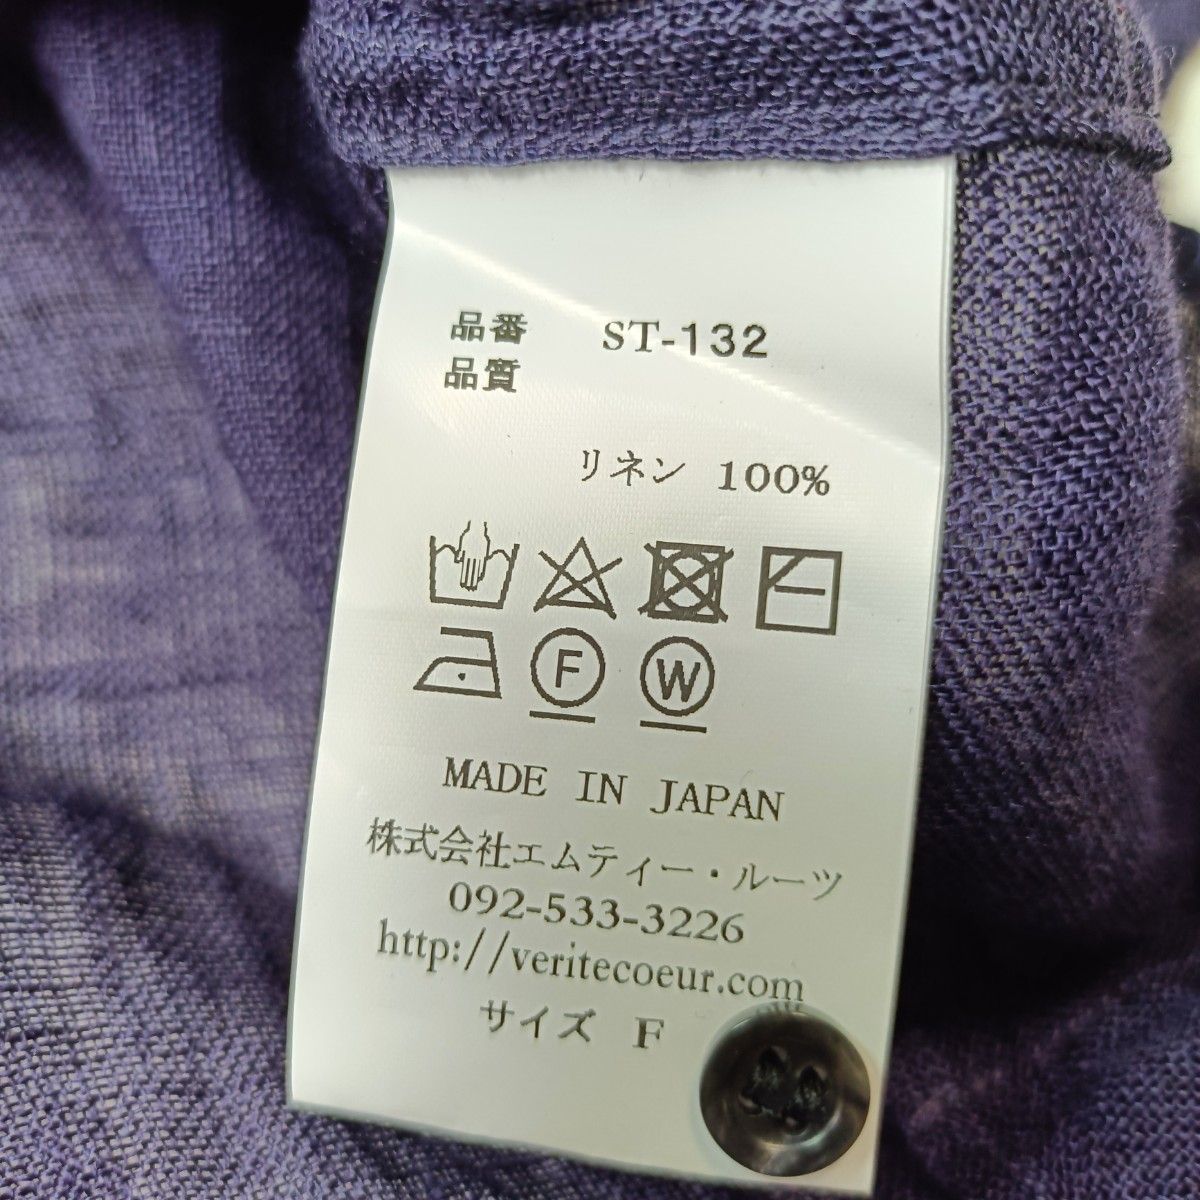 品番 ST-132
品質
リネン 100%
F W
MADE IN JAPAN
株式会社エムティー・ルーツ
092-533-3226
http://veritecoeur.com
サイズ F